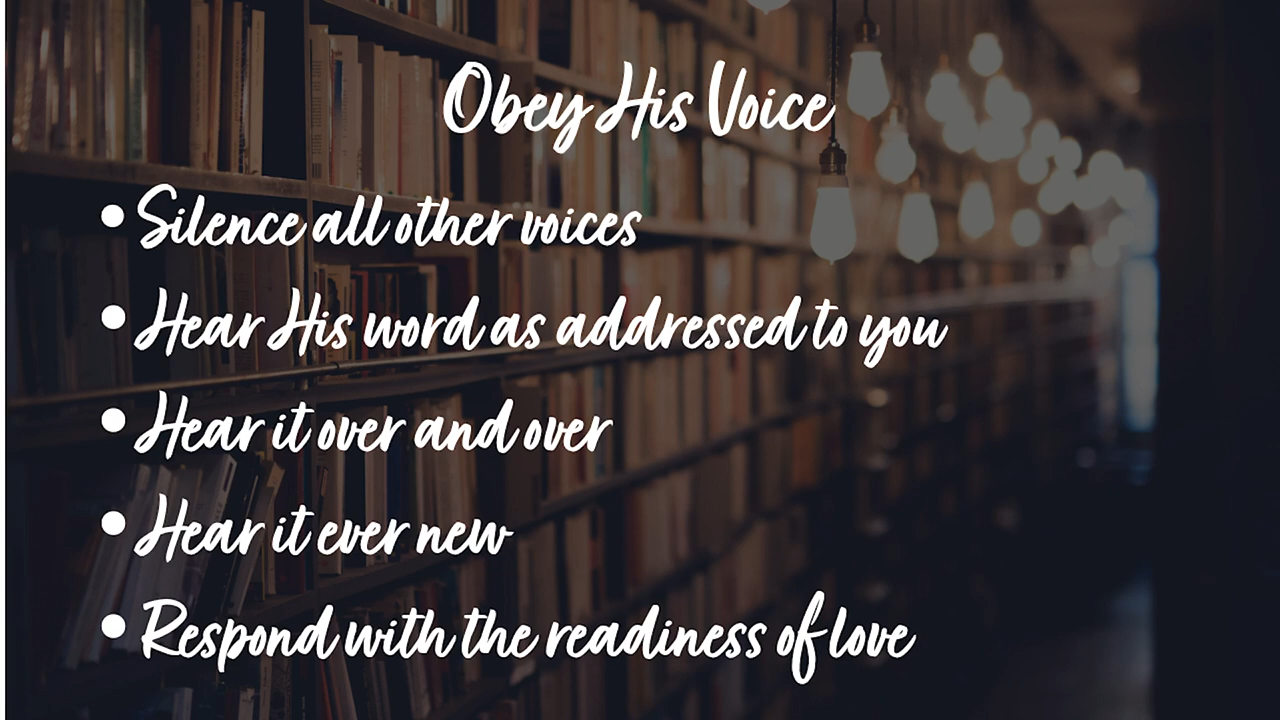 Obey His Voice
• Silence all other voices
• Hear His word as addressed to you
• Hear it over and over
• Hear it ever new
• Respond with the readiness of love